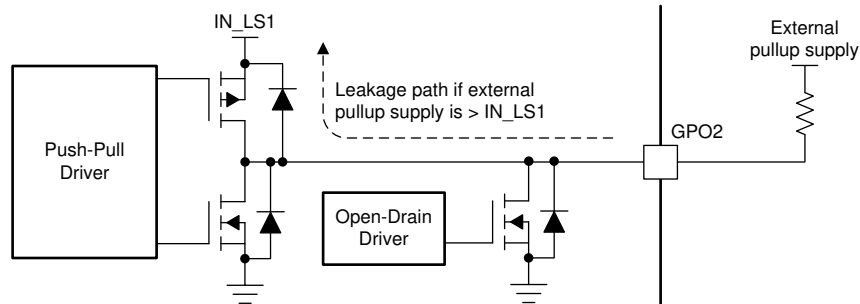 IN_LS1
External
pullup supply
Leakage path if external
pullup supply is > IN_LS1
GPO2
Push-Pull
Driver
Open-Drain
Driver